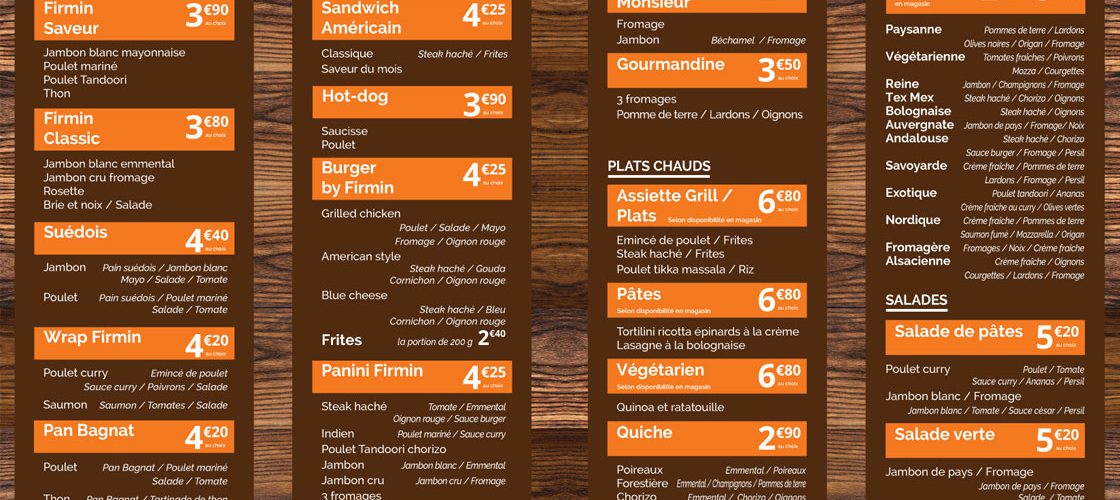 Firmin
Saveur
3€90
au choix
Jambon blanc mayonnaise
Poulet mariné
Poulet Tandoori
Thon
Firmin
Classic
3€80
au choix
Jambon blanc emmental
Jambon cru fromage
Rosette
Brie et noix / Salade
Suédois
4€40
au choix
Jambon Pain suédois / Jambon blanc
Mayo / Salade / Tomate
Poulet Pain suédois / Poulet mariné
Salade / Tomate
Wrap Firmin
4€20
au choix
Poulet curry Emincé de poulet
Sauce curry / Poivrons / Salade
Saumon Saumon / Tomates / Salade
Pan Bagnat
4€20
au choix
Poulet Pan Bagnat / Poulet mariné
Salade / Tomate
Thon Pan Bagnat / Tartinade de thon
Sandwich
Américain
4€25
au choix
Classique Steak haché / Frites
Saveur du mois
Hot-dog
3€90
au choix
Saucisse
Poulet
Burger
by Firmin
4€25
au choix
Grilled chicken
Poulet / Salade / Mayo
Fromage / Oignon rouge
American style
Steak haché / Gouda
Cornichon / Oignon rouge
Blue cheese
Steak haché / Bleu
Cornichon / Oignon rouge
Frites la portion de 200 g 2€40
Panini Firmin
4€25
au choix
Steak haché Tomate / Emmental
Oignon rouge / Sauce burger
Indien Poulet mariné / Sauce curry
Poulet Tandoori chorizo
Jambon Jambon blanc / Emmental
Jambon cru Jambon cru / Fromage
3 fromages
Monsieur
Fromage
Jambon Béchamel / Fromage
Gourmandine
3€50
au choix
3 fromages
Pomme de terre / Lardons / Oignons
PLATS CHAUDS
Assiette Grill /
Plats Selon disponibilité en magasin
6€80
au choix
Emincé de poulet / Frites
Steak haché / Frites
Poulet tikka massala / Riz
Pâtes
Selon disponibilité en magasin
6€80
au choix
Tortilini ricotta épinards à la crème
Lasagne à la bolognaise
Végétarien
Selon disponibilité en magasin
6€80
au choix
Quinoa et ratatouille
Quiche
2€90
au choix
Poireaux Emmental / Poireaux
Forestière Emmental / Champignons / Pommes de terre
Chorizo Emmental / Chorizo / Oignons
en magasin
Paysanne Pommes de terre / Lardons
Olives noires / Origan / Fromage
Végétarienne Tomates fraîches / Poivrons
Mozza / Courgettes
Reine Jambon / Champignons / Fromage
Tex Mex Steak haché / Chorizo / Oignons
Bolognaise Steak haché / Oignons
Auvergnate Jambon de pays / Fromage/ Noix
Andalouse Steak haché / Chorizo
Sauce burger / Fromage / Persil
Savoyarde Crème fraîche / Pommes de terre
Lardons / Fromage / Persil
Exotique Poulet tandoori / Ananas
Crème fraîche au curry / Olives vertes
Nordique Crème fraîche / Pommes de terre
Saumon fumé / Mozzarella / Origan
Fromagère Fromages / Noix / Crème fraîche
Alsacienne Crème fraîche / Oignons
Courgettes / Lardons / Fromage
SALADES
Salade de pâtes
5€20
au choix
Poulet curry Poulet / Tomate
Sauce curry / Ananas / Persil
Jambon blanc / Fromage
Jambon blanc / Tomate / Sauce césar / Persil
Salade verte
5€20
au choix
Jambon de pays / Fromage
Jambon de pays / Fromage
Salade / Tomate